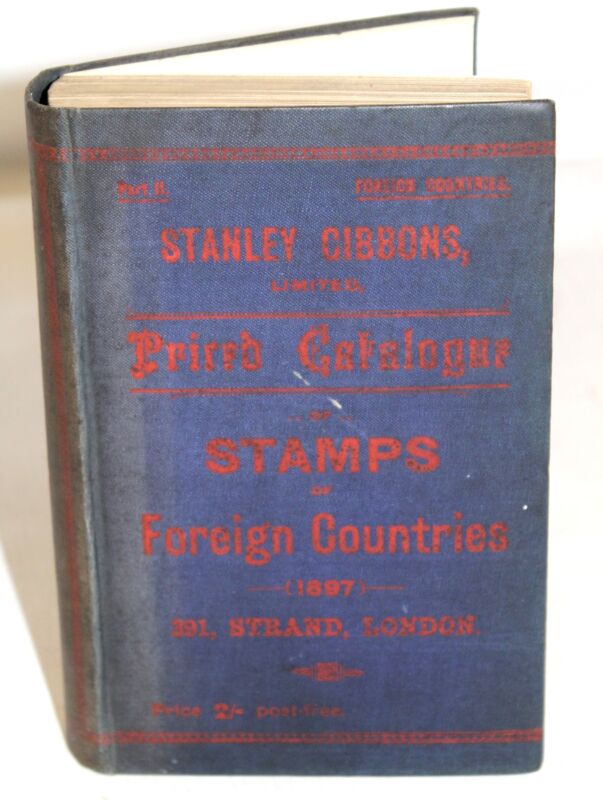 Part II. FOREIGN COUNTRIES.
STANLEY GIBBONS,
LIMITED,
Priced Catalogue
.. OF ..
STAMPS
OF
Foreign Countries
—(1897)—
391, STRAND, LONDON.
Price 2/- post-free.